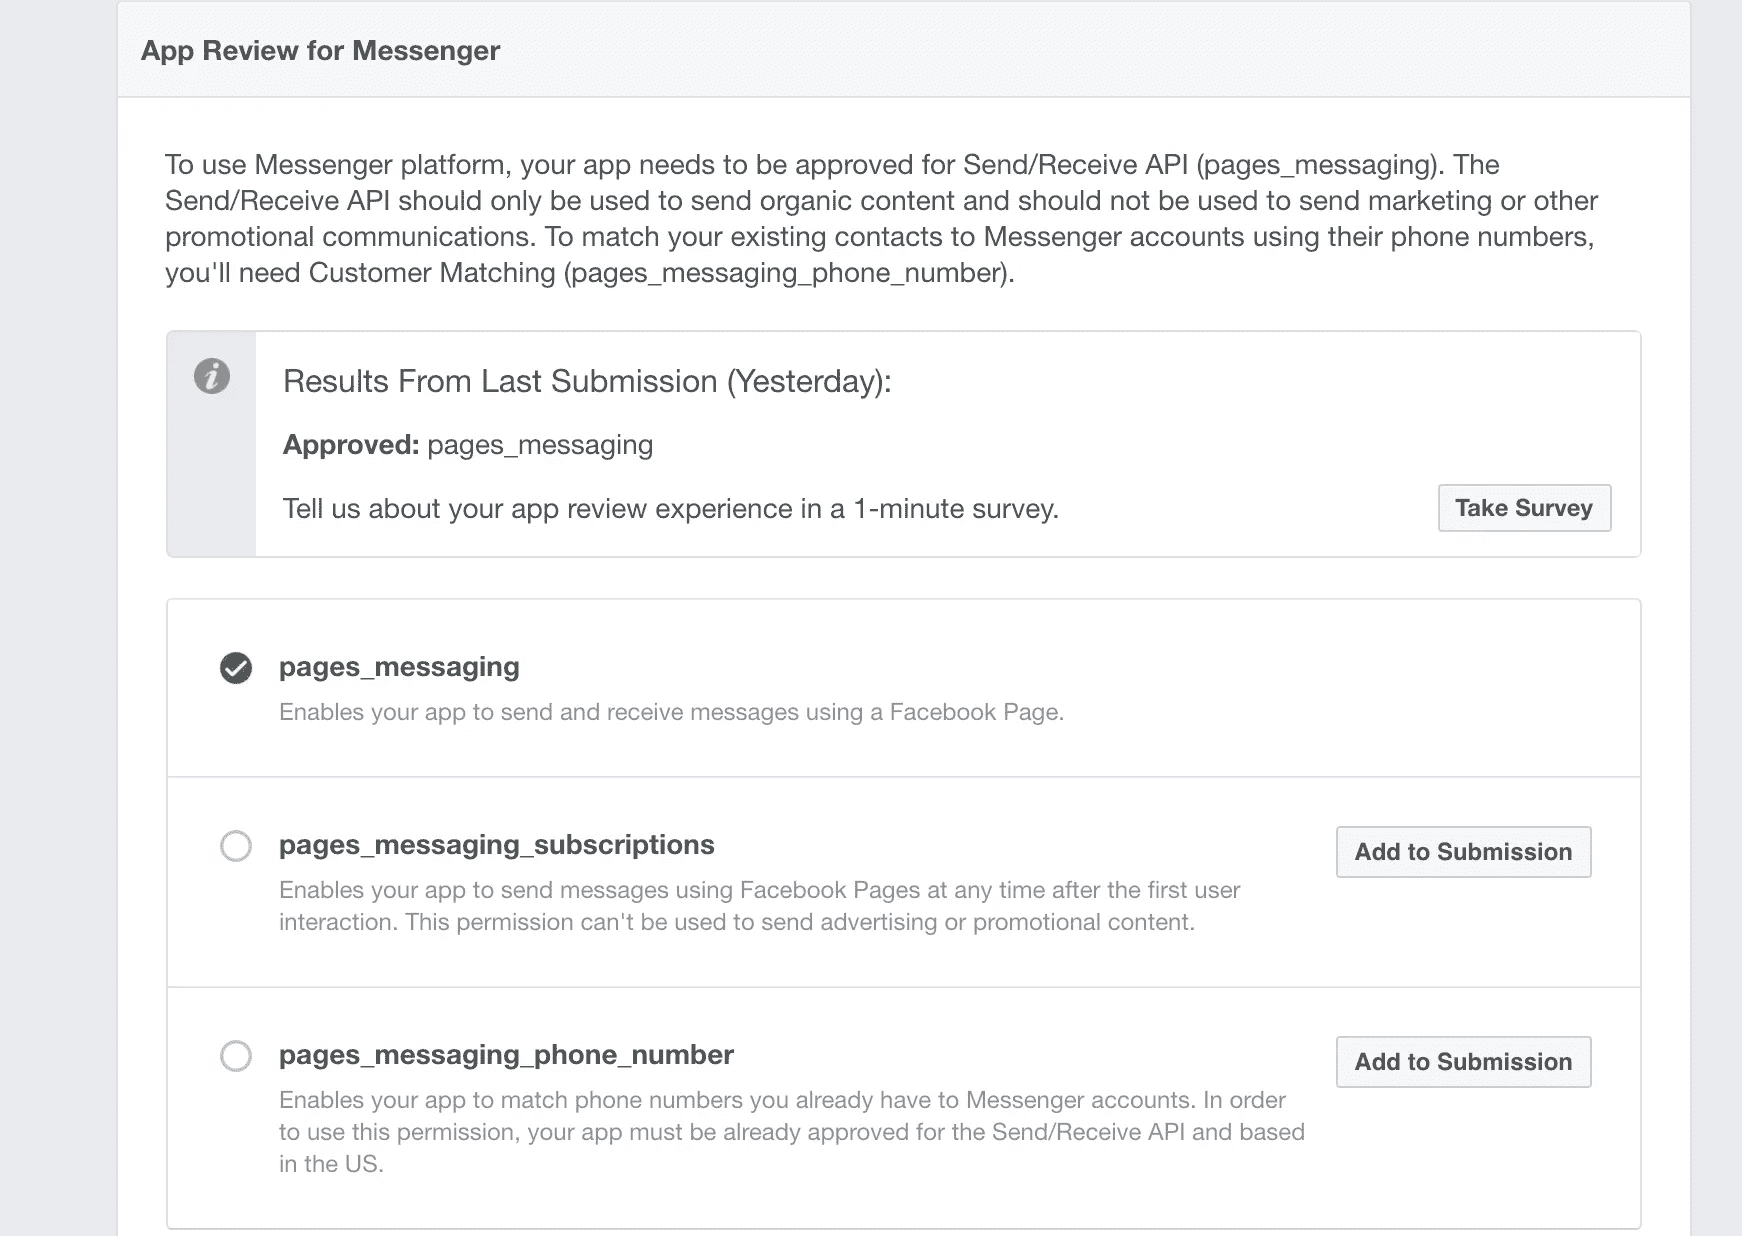 App Review for Messenger
To use Messenger platform, your app needs to be approved for Send/Receive API (pages_messaging). The
Send/Receive API should only be used to send organic content and should not be used to send marketing or other
promotional communications. To match your existing contacts to Messenger accounts using their phone numbers,
you'll need Customer Matching (pages_messaging_phone_number).
Results From Last Submission (Yesterday):
Approved: pages_messaging
Tell us about your app review experience in a 1-minute survey.
Take Survey
pages_messaging
Enables your app to send and receive messages using a Facebook Page.
pages_messaging_subscriptions
Add to Submission
Enables your app to send messages using Facebook Pages at any time after the first user
interaction. This permission can't be used to send advertising or promotional content.
pages_messaging_phone_number
Add to Submission
Enables your app to match phone numbers you already have to Messenger accounts. In order
to use this permission, your app must be already approved for the Send/Receive API and based
in the US.